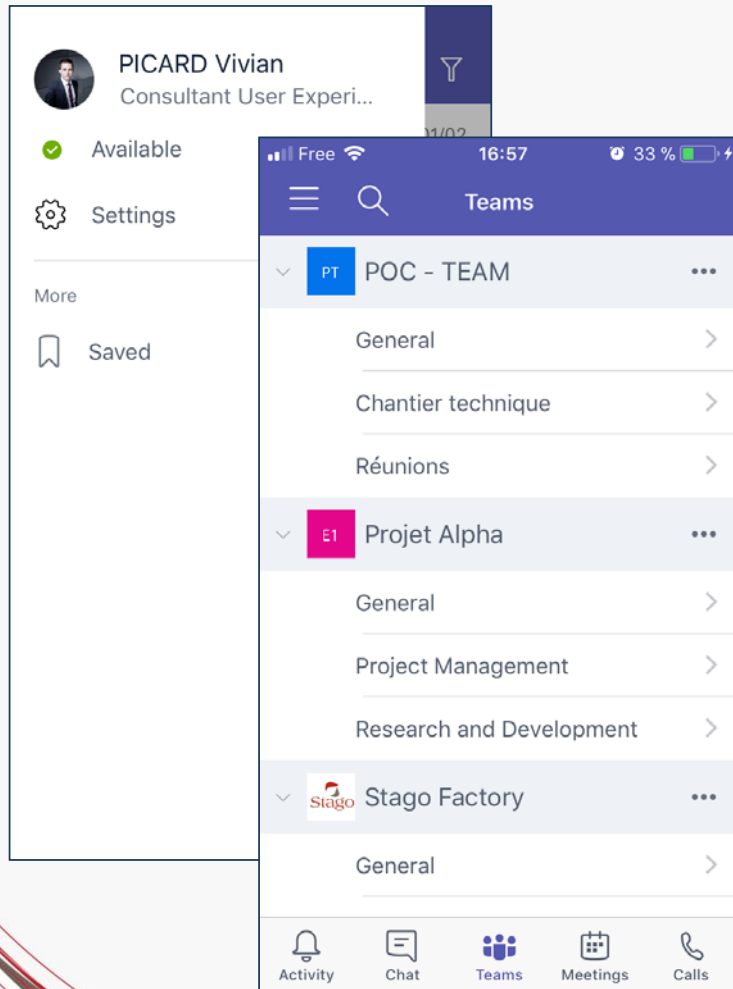 PICARD Vivian
Consultant User Experi...
Available
Settings
More
Saved
01/02
Free 16:57 33 %
Teams
PT POC - TEAM
General
Chantier technique
Réunions
E1 Projet Alpha
General
Project Management
Research and Development
Stago Stago Factory
General
Activity Chat Teams Meetings Calls